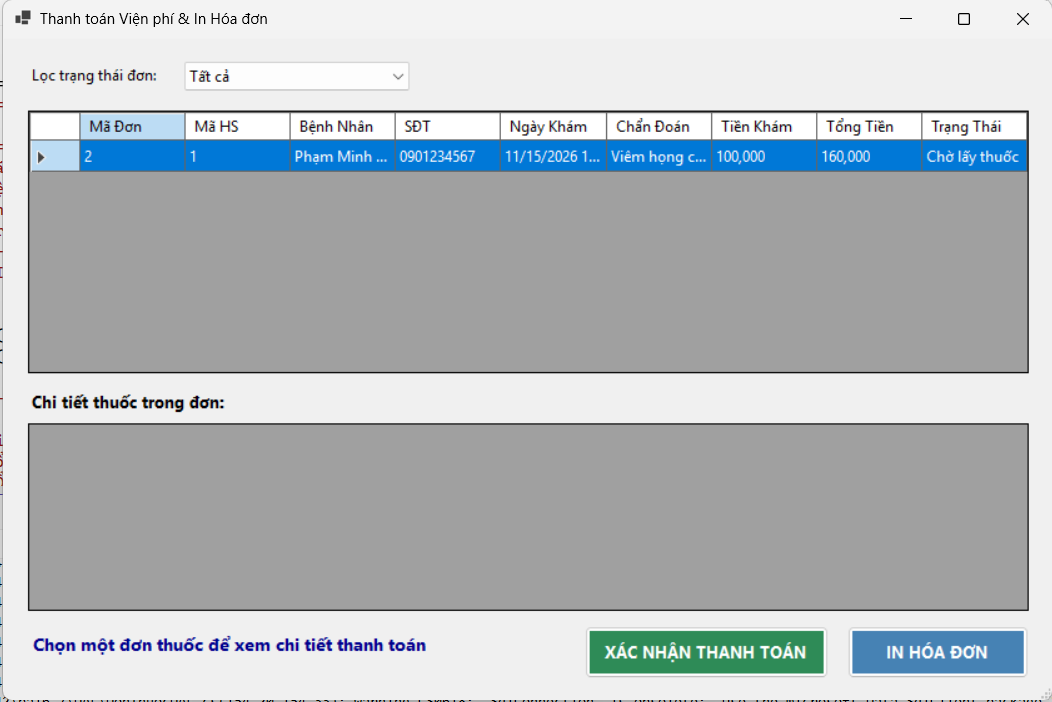 Thanh toán Viện phí & In Hóa đơn
Lọc trạng thái đơn: Tất cả
Mã Đơn Mã HS Bệnh Nhân SĐT Ngày Khám Chẩn Đoán Tiền Khám Tổng Tiền Trạng Thái
2 1 Phạm Minh ... 0901234567 11/15/2026 1... Viêm họng c... 100,000 160,000 Chờ lấy thuốc
Chi tiết thuốc trong đơn:
Chọn một đơn thuốc để xem chi tiết thanh toán
XÁC NHẬN THANH TOÁN
IN HÓA ĐƠN